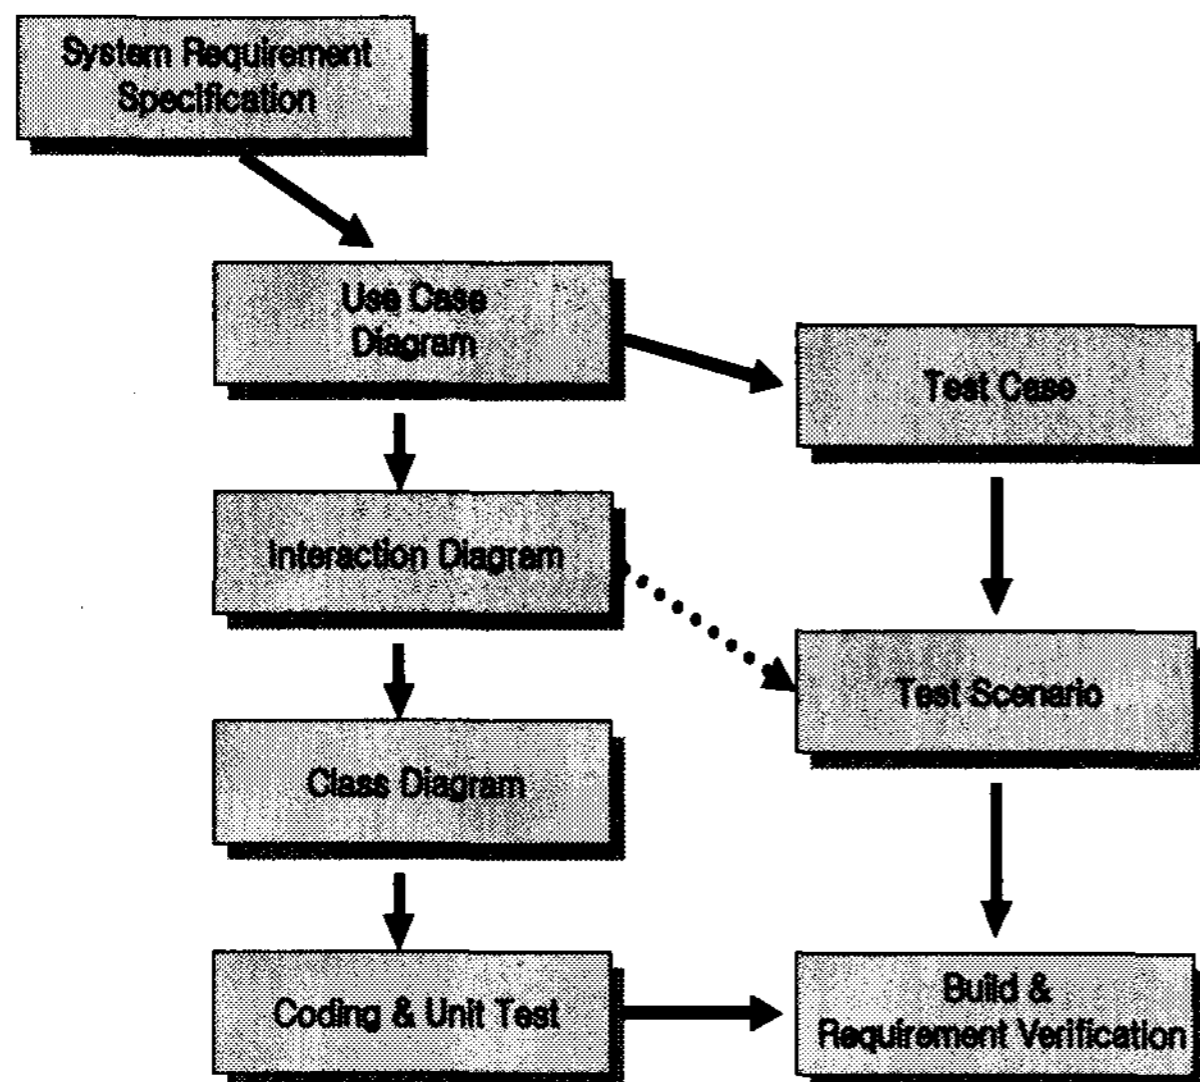 System Requirement
Specification
Use Case
Diagram
Test Case
Interaction Diagram
Test Scenario
Class Diagram
Coding & Unit Test
Build &
Requirement Verification